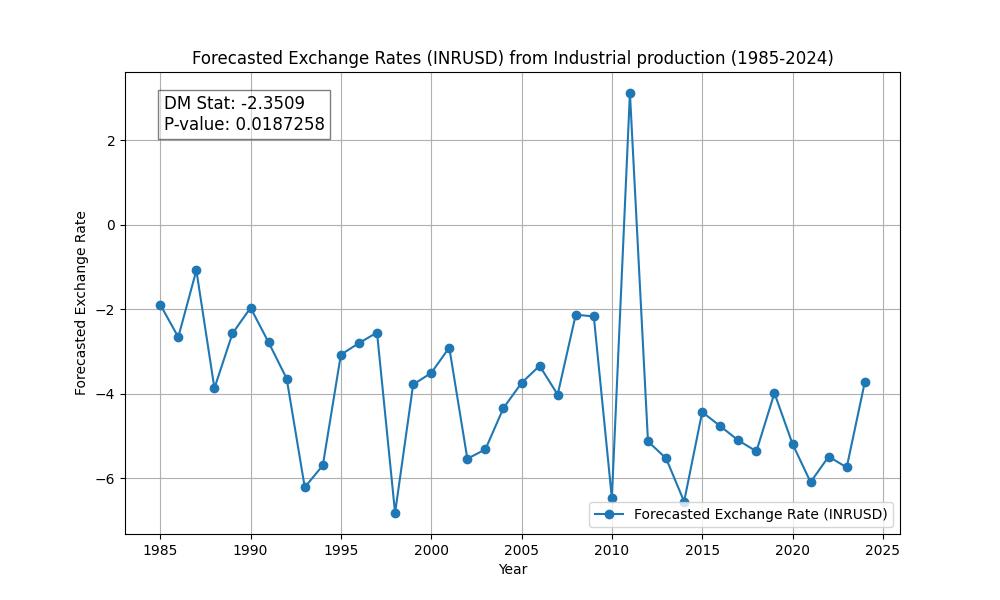 Forecasted Exchange Rates (INRUSD) from Industrial production (1985-2024)
DM Stat: -2.3509
P-value: 0.0187258
Forecasted Exchange Rate
2
0
−2
−4
−6
Forecasted Exchange Rate (INRUSD)
1985 1990 1995 2000 2005 2010 2015 2020 2025
Year